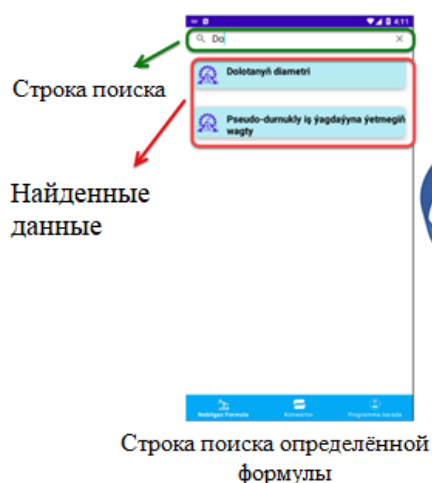 4:11
Do
Dolotanyň diametri
Строка поиска
Pseudo-durnukly iş ýagdaýyna ýetmegiň
wagty
Найденные
данные
Nebitgaz Formula Konwertor Programma barada
Строка поиска определённой
формулы